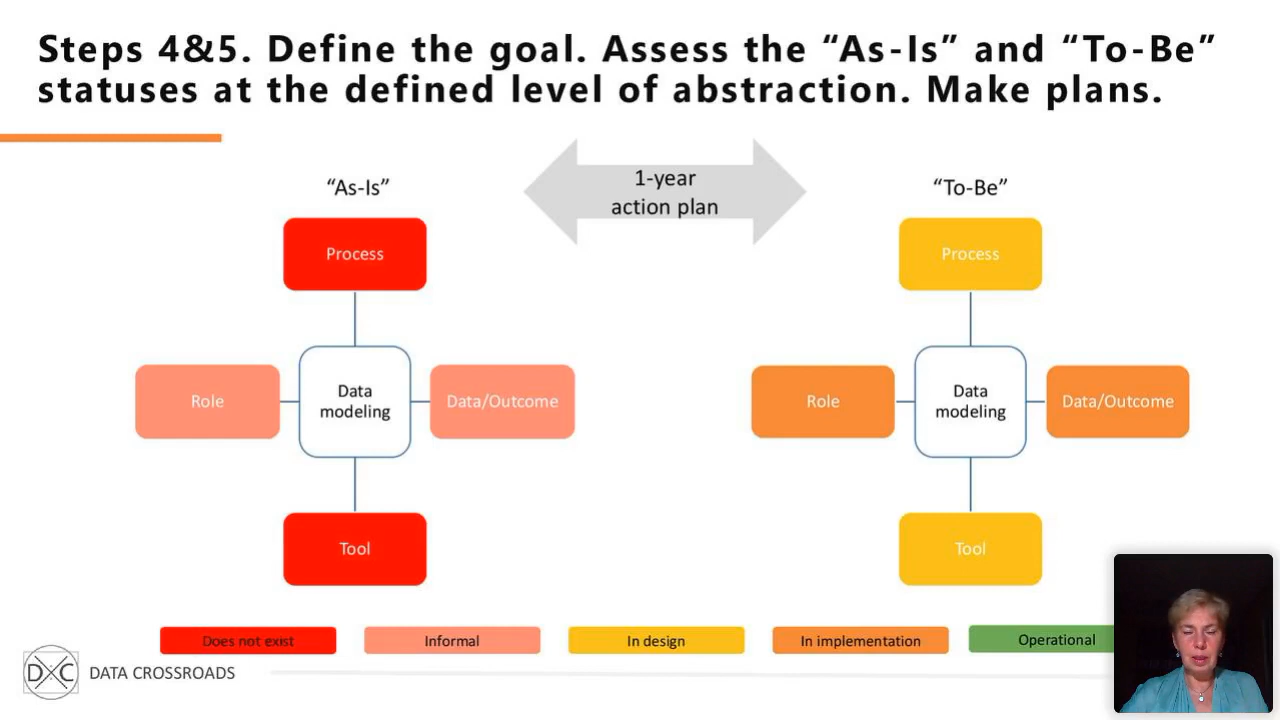 Steps 4&5. Define the goal. Assess the “As-Is” and “To-Be”
statuses at the defined level of abstraction. Make plans.
“As-Is”
1-year
action plan
“To-Be”
Process
Process
Role
Data
modeling
Data/Outcome
Role
Data
modeling
Data/Outcome
Tool
Tool
Does not exist
Informal
In design
In implementation
Operational
DXC
DATA CROSSROADS